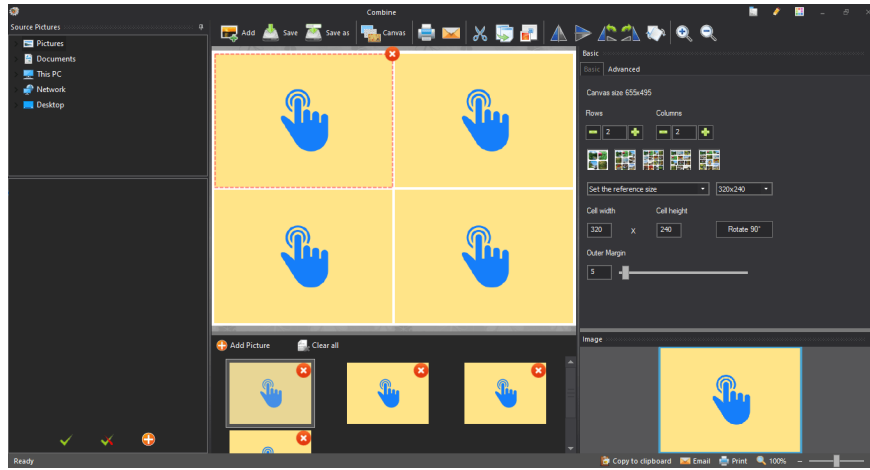 Combine
Source Pictures
Pictures
Documents
This PC
Network
Desktop
Add Save Save as Canvas
Basic
Basic Advanced
Canvas size 655x495
Rows Columns
2 2
Set the reference size 320x240
Cell width Cell height
320 X 240 Rotate 90°
Outer Margin
5
Add Picture Clear all
Image
Ready
Copy to clipboard Email Print 100%